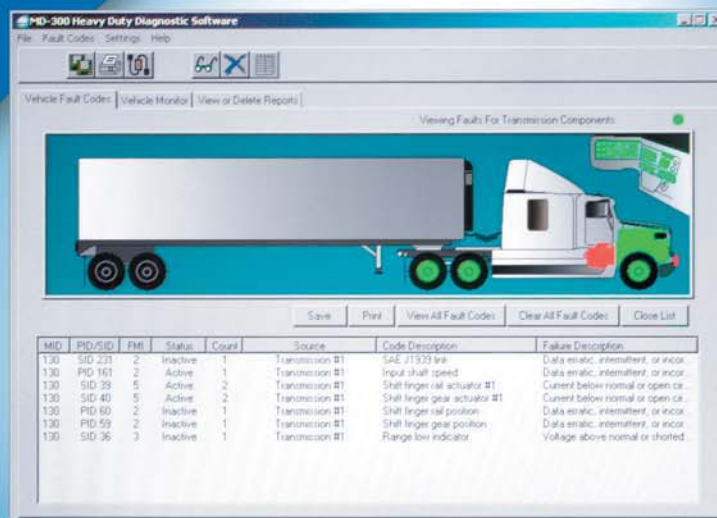 MD-300 Heavy Duty Diagnostic Software
File Fault Codes Settings Help
Vehicle Fault Codes Vehicle Monitor View or Delete Reports
Viewing Faults For Transmission Components
Save Print View All Fault Codes Clear All Fault Codes Close List
MID PID/SID FMI Status Count Source Code Description Failure Description
130 SID 231 2 Inactive 1 Transmission #1 SAE J1939 link Data erratic, intermittent, or incor...
130 PID 161 2 Active 1 Transmission #1 Input shaft speed Data erratic, intermittent, or incor...
130 SID 39 5 Active 2 Transmission #1 Shift finger rail actuator #1 Current below normal or open cir...
130 SID 40 5 Active 2 Transmission #1 Shift finger gear actuator #1 Current below normal or open cir...
130 PID 60 2 Inactive 1 Transmission #1 Shift finger rail position Data erratic, intermittent, or incor...
130 PID 59 2 Inactive 1 Transmission #1 Shift finger gear position Data erratic, intermittent, or incor...
130 SID 36 3 Inactive 1 Transmission #1 Range low indicator Voltage above normal or shorted...